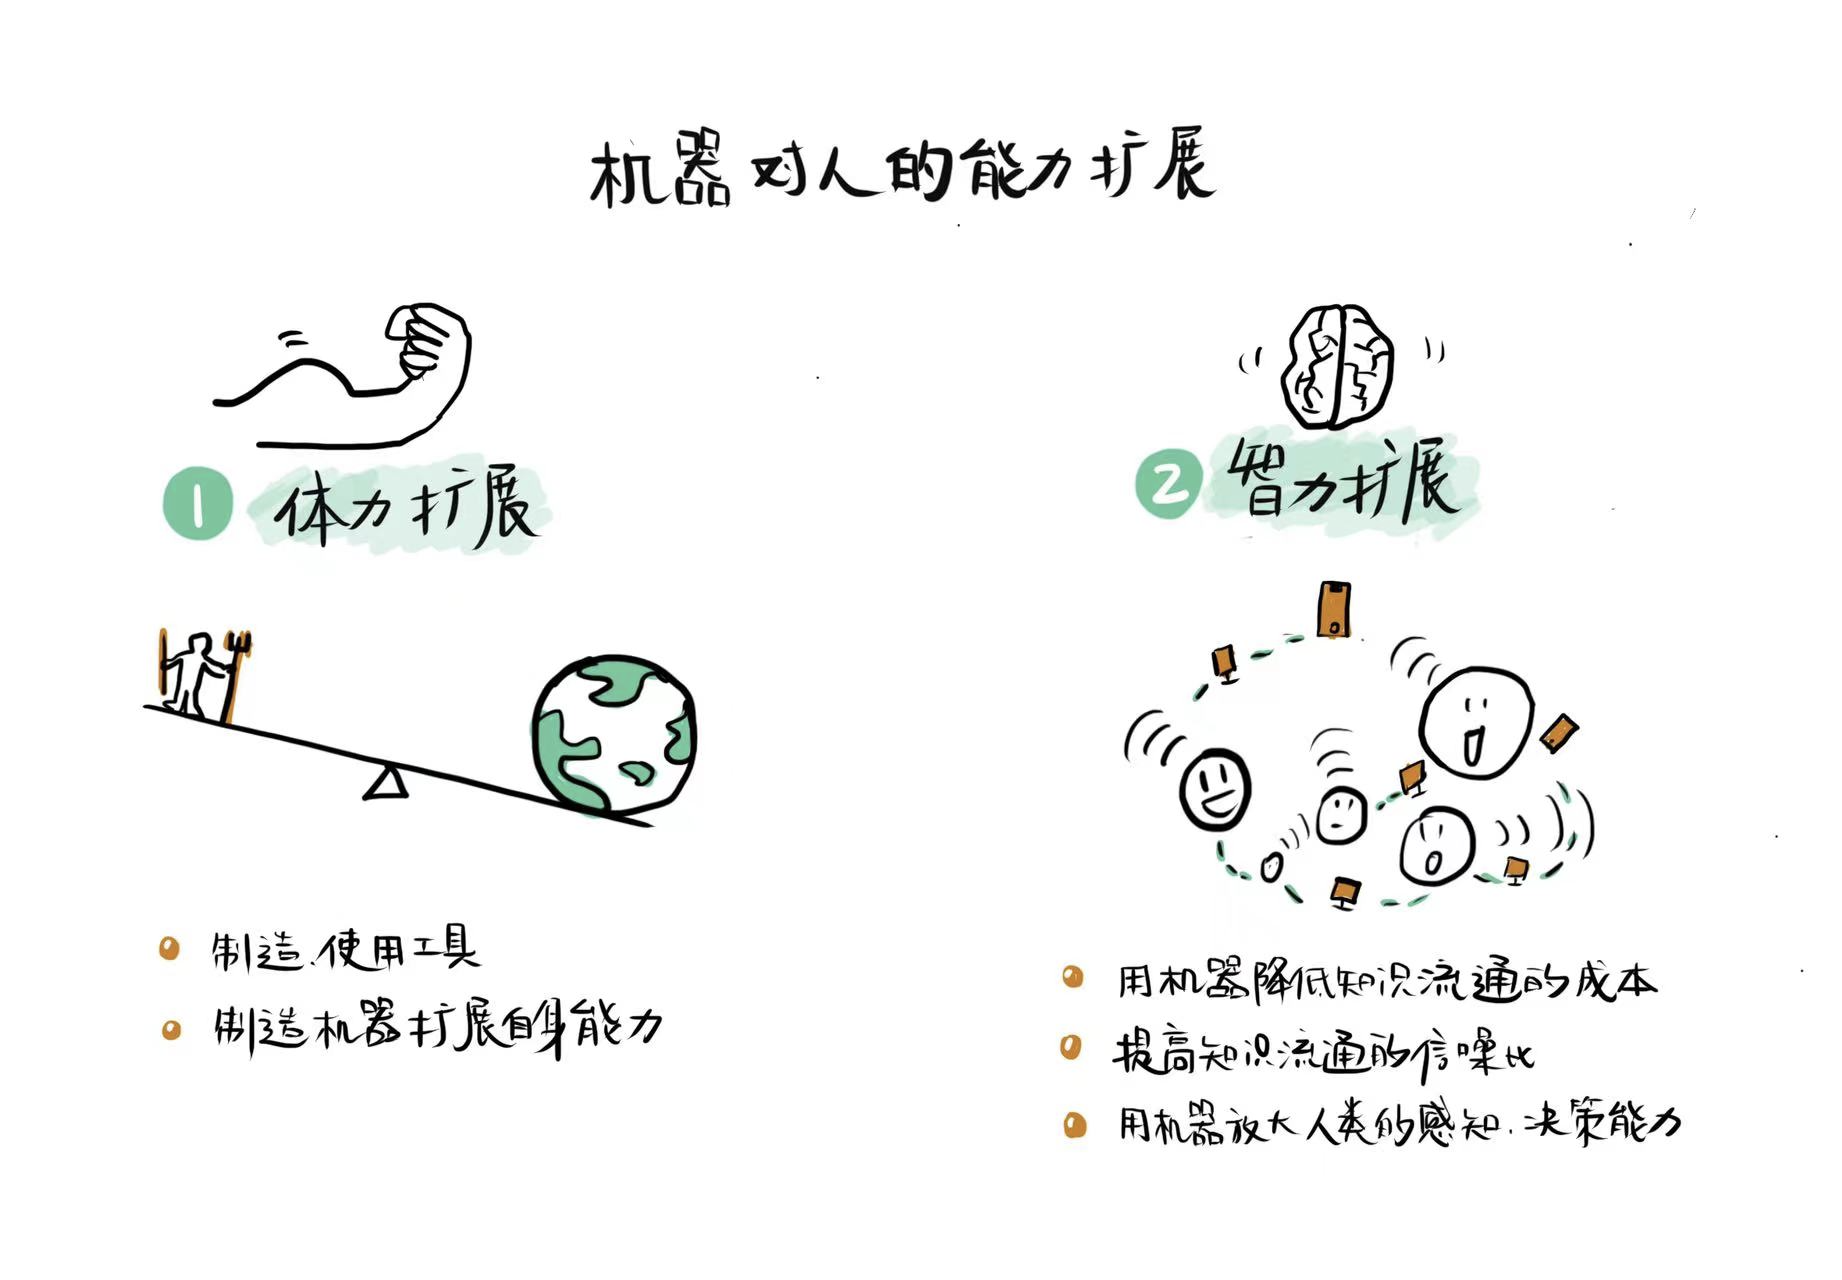 机器对人的能力扩展
1 体力扩展
制造、使用工具
制造机器扩展自身能力
2 智力扩展
用机器降低知识流通的成本
提高知识流通的信噪比
用机器放大人类的感知、决策能力